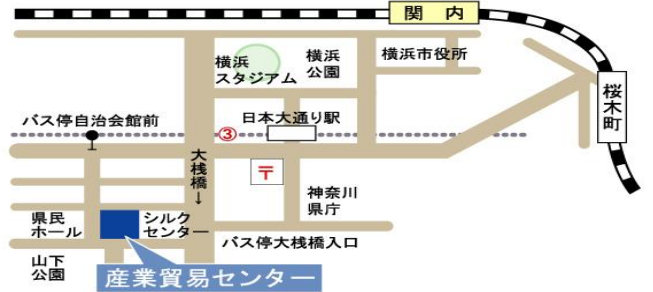 関内
横浜
スタジアム
横浜
公園
横浜市役所
桜木町
バス停自治会館前
③
日本大通り駅
大桟橋↓
〒
神奈川
県庁
県民
ホール
シルク
センター
バス停大桟橋入口
山下
公園
産業貿易センター